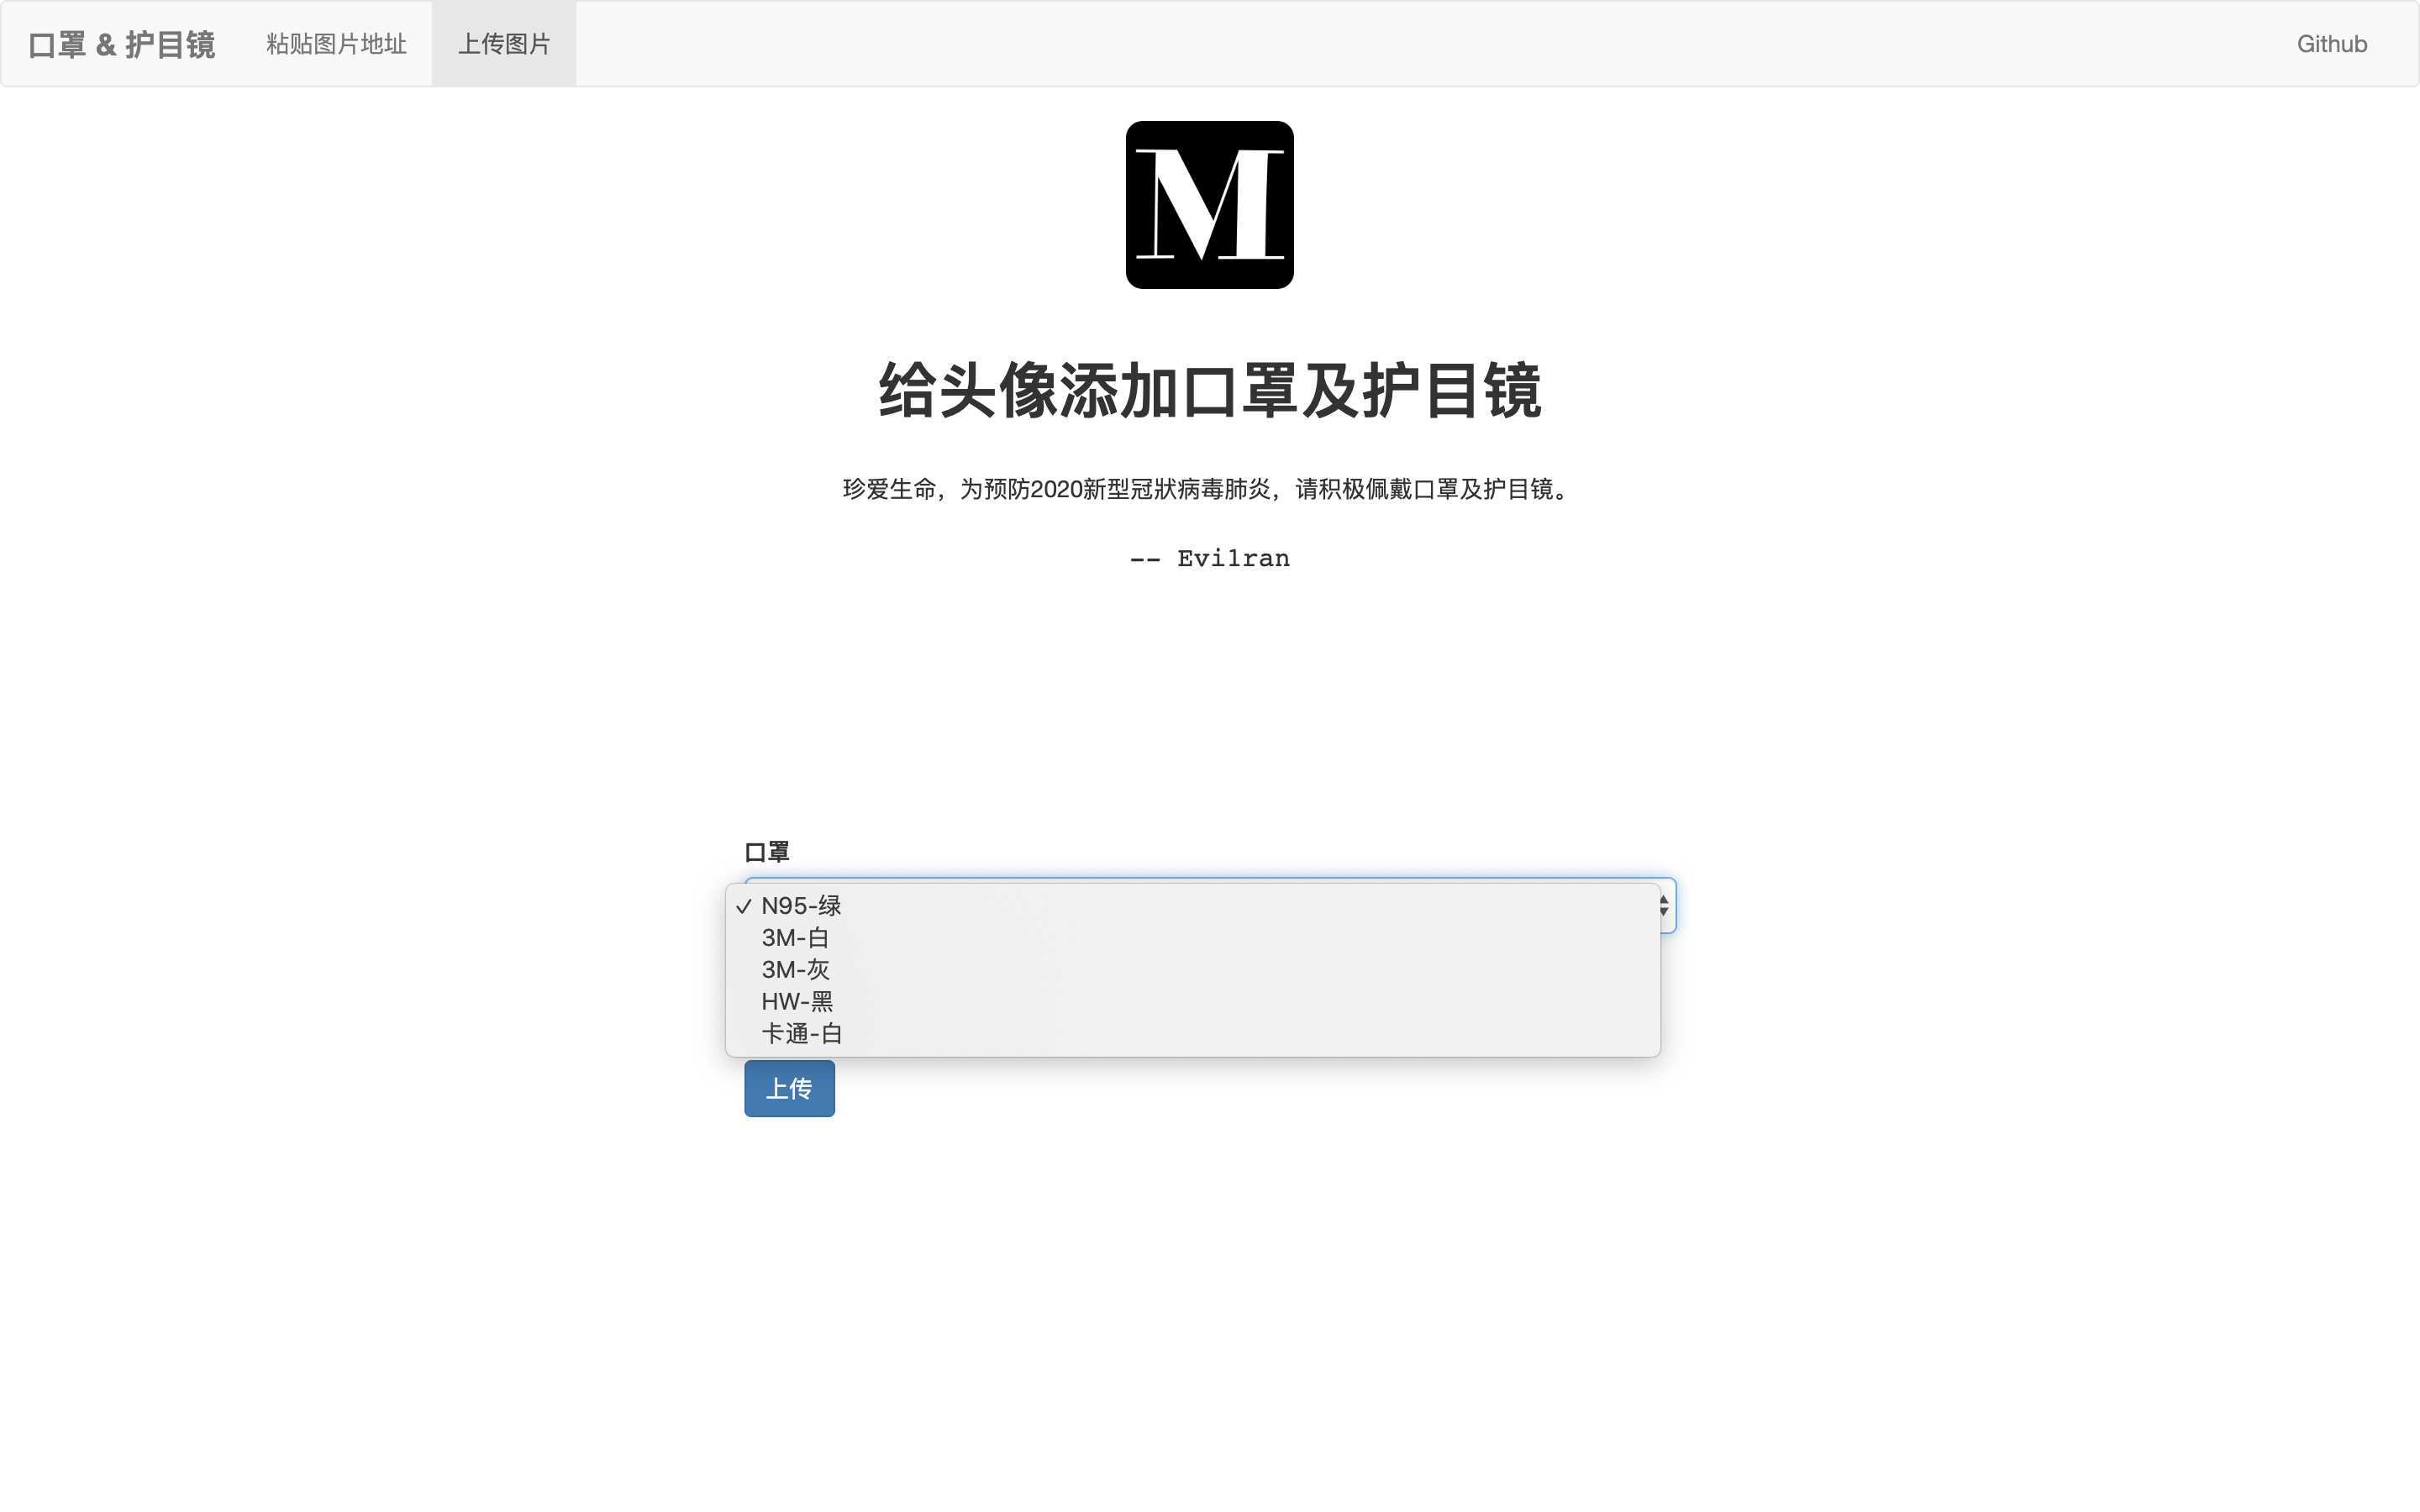 口罩 & 护目镜 粘贴图片地址 上传图片 Github
M
给头像添加口罩及护目镜
珍爱生命，为预防2020新型冠狀病毒肺炎，请积极佩戴口罩及护目镜。
-- Evilran
口罩
✓ N95-绿
3M-白
3M-灰
HW-黑
卡通-白
上传